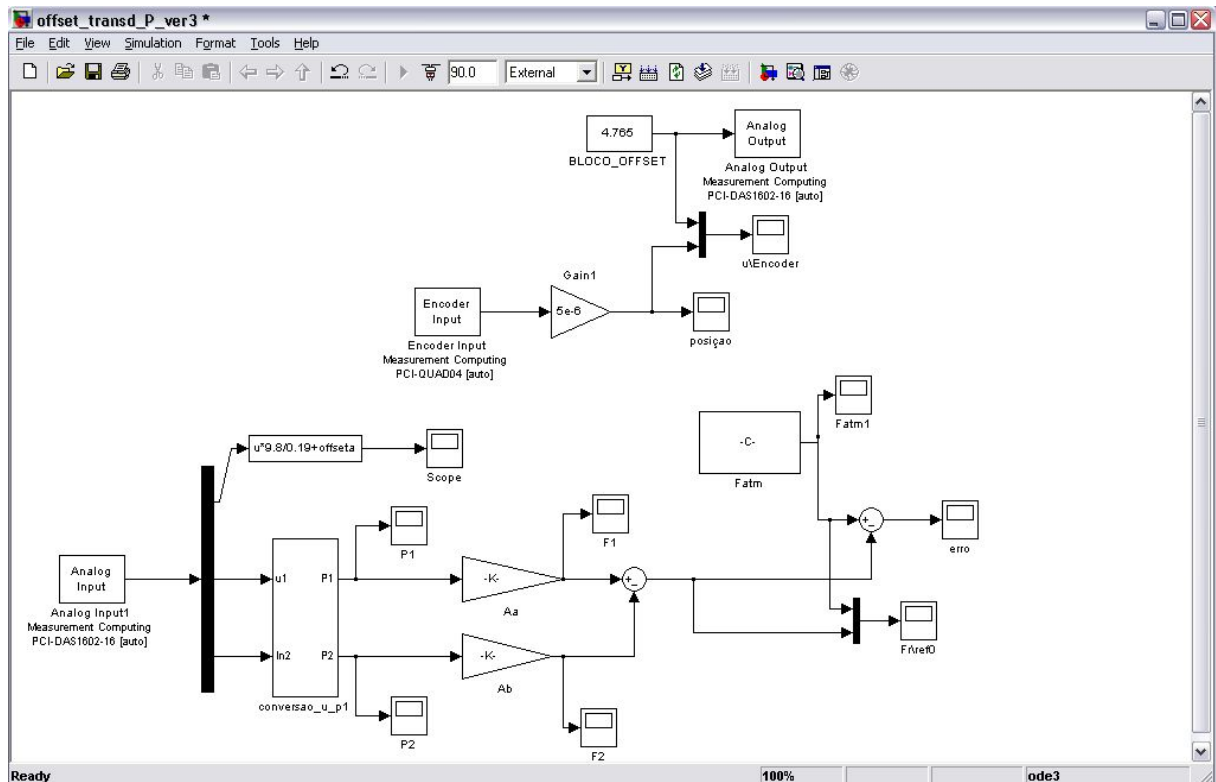 offset_transd_P_ver3 *
File Edit View Simulation Format Tools Help
90.0
External
4.765
BLOCO_OFFSET
Analog
Output
Analog Output
Measurement Computing
PCI-DAS1602-16 [auto]
u\Encoder
Gain1
5e-6
Encoder
Input
Encoder Input
Measurement Computing
PCI-QUAD04 [auto]
posiçao
u*9.8/0.19+offseta
Scope
-C-
Fatm
Fatm1
erro
Analog
Input
Analog Input1
Measurement Computing
PCI-DAS1602-16 [auto]
u1
P1
In2
P2
conversao_u_p1
P1
P2
-K-
Aa
-K-
Ab
F1
F2
+
-
+
-
Fr\ref0
Ready
100%
ode3